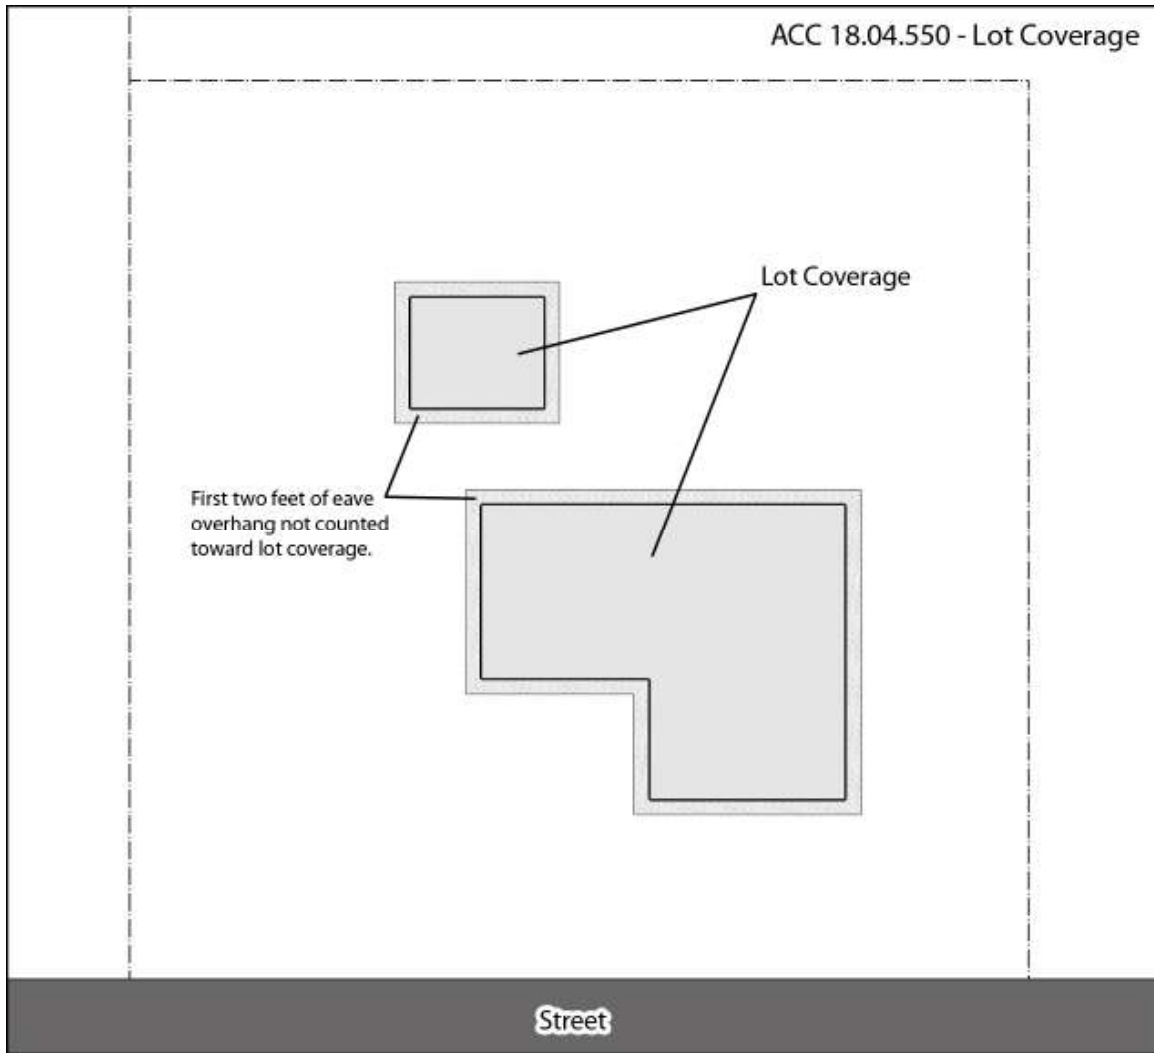 ACC 18.04.550 - Lot Coverage
Lot Coverage
First two feet of eave
overhang not counted
toward lot coverage.
Street